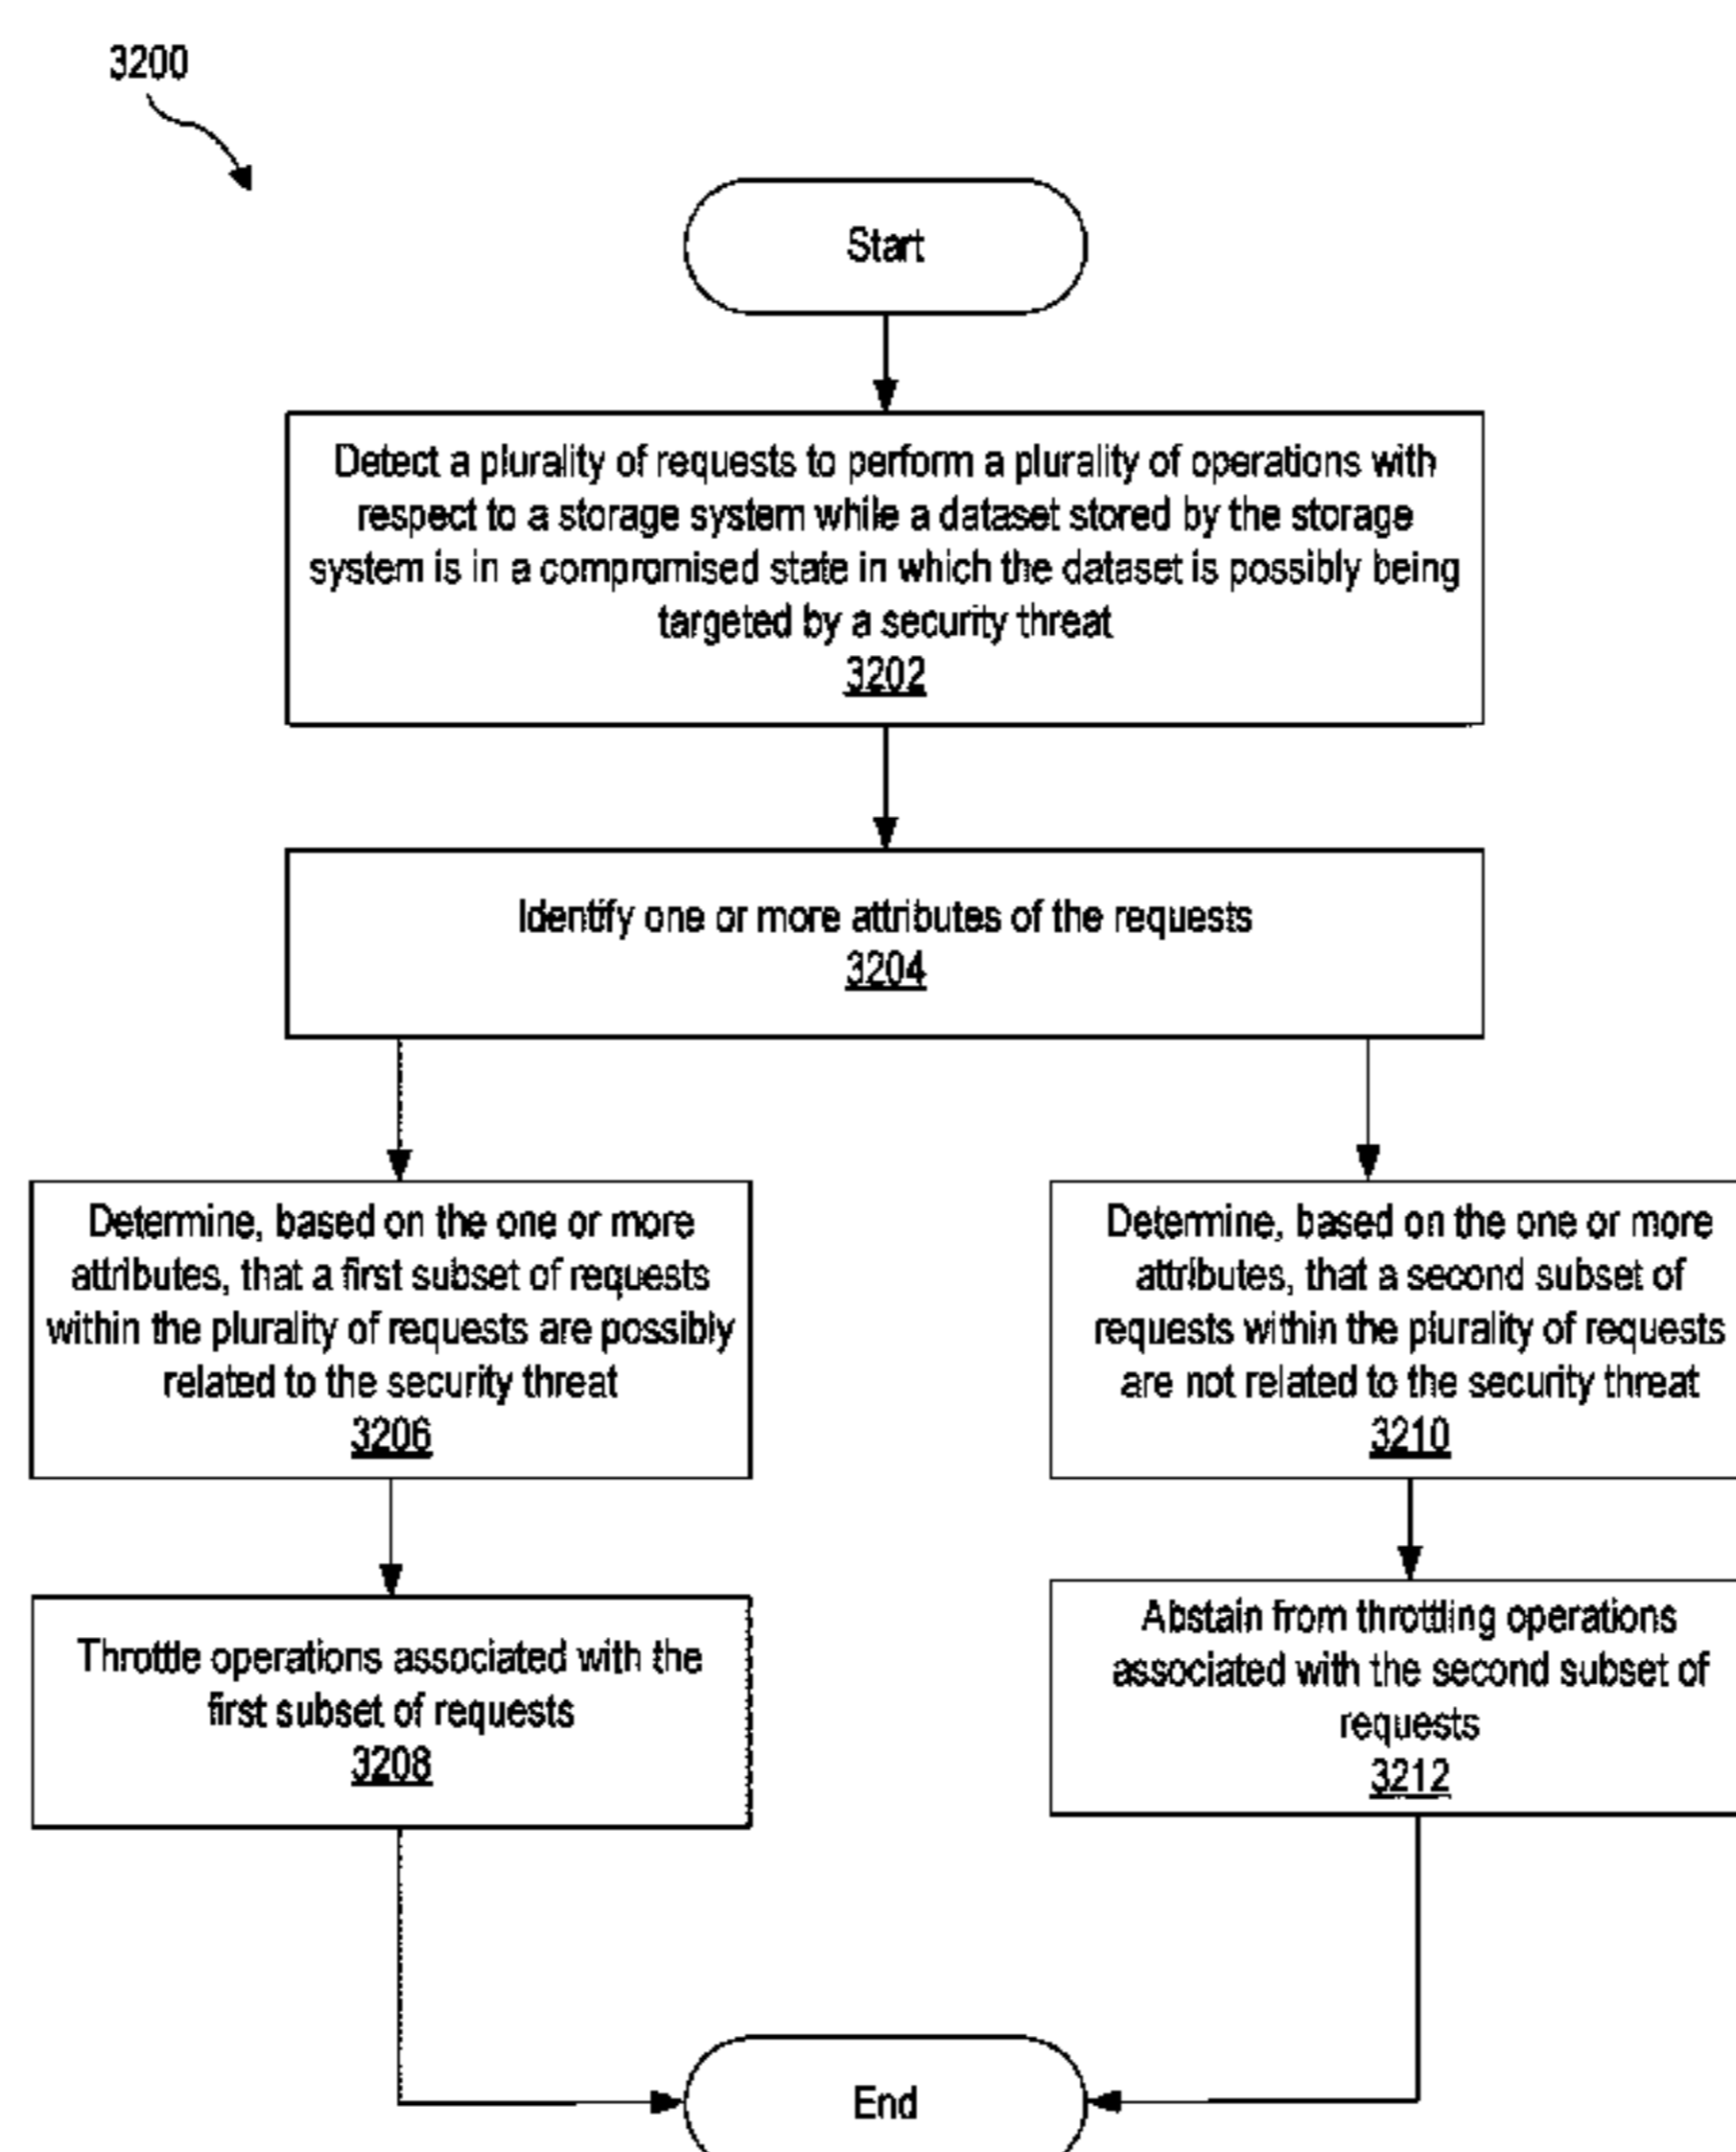 3200
Start
Detect a plurality of requests to perform a plurality of operations with
respect to a storage system while a dataset stored by the storage
system is in a compromised state in which the dataset is possibly being
targeted by a security threat
3202
Identify one or more attributes of the requests
3204
Determine, based on the one or more
attributes, that a first subset of requests
within the plurality of requests are possibly
related to the security threat
3206
Determine, based on the one or more
attributes, that a second subset of
requests within the plurality of requests
are not related to the security threat
3210
Throttle operations associated with the
first subset of requests
3208
Abstain from throttling operations
associated with the second subset of
requests
3212
End